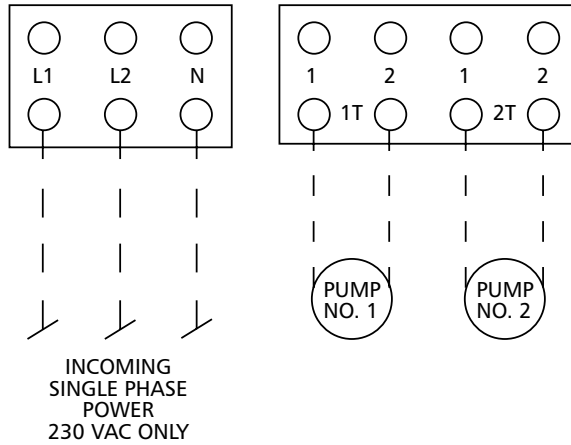 L1 L2 N
1 2 1 2
1T 2T
PUMP
NO. 1
PUMP
NO. 2
INCOMING
SINGLE PHASE
POWER
230 VAC ONLY